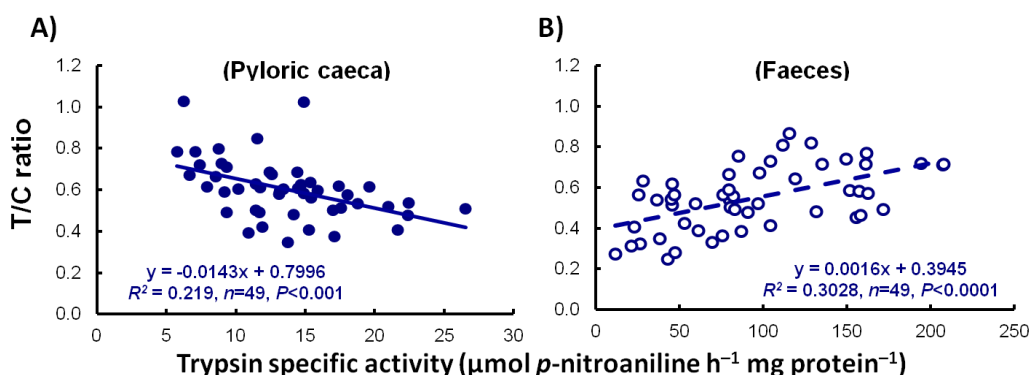 A)
B)
(Pyloric caeca)
(Faeces)
T/C ratio
1.2
1.0
0.8
0.6
0.4
0.2
0.0
y = -0.0143x + 0.7996
R² = 0.219, n=49, P<0.001
0
5
10
15
20
25
30
1.2
1.0
0.8
0.6
0.4
0.2
0.0
y = 0.0016x + 0.3945
R² = 0.3028, n=49, P<0.0001
0
50
100
150
200
250
Trypsin specific activity (μmol p-nitroaniline h⁻¹ mg protein⁻¹)